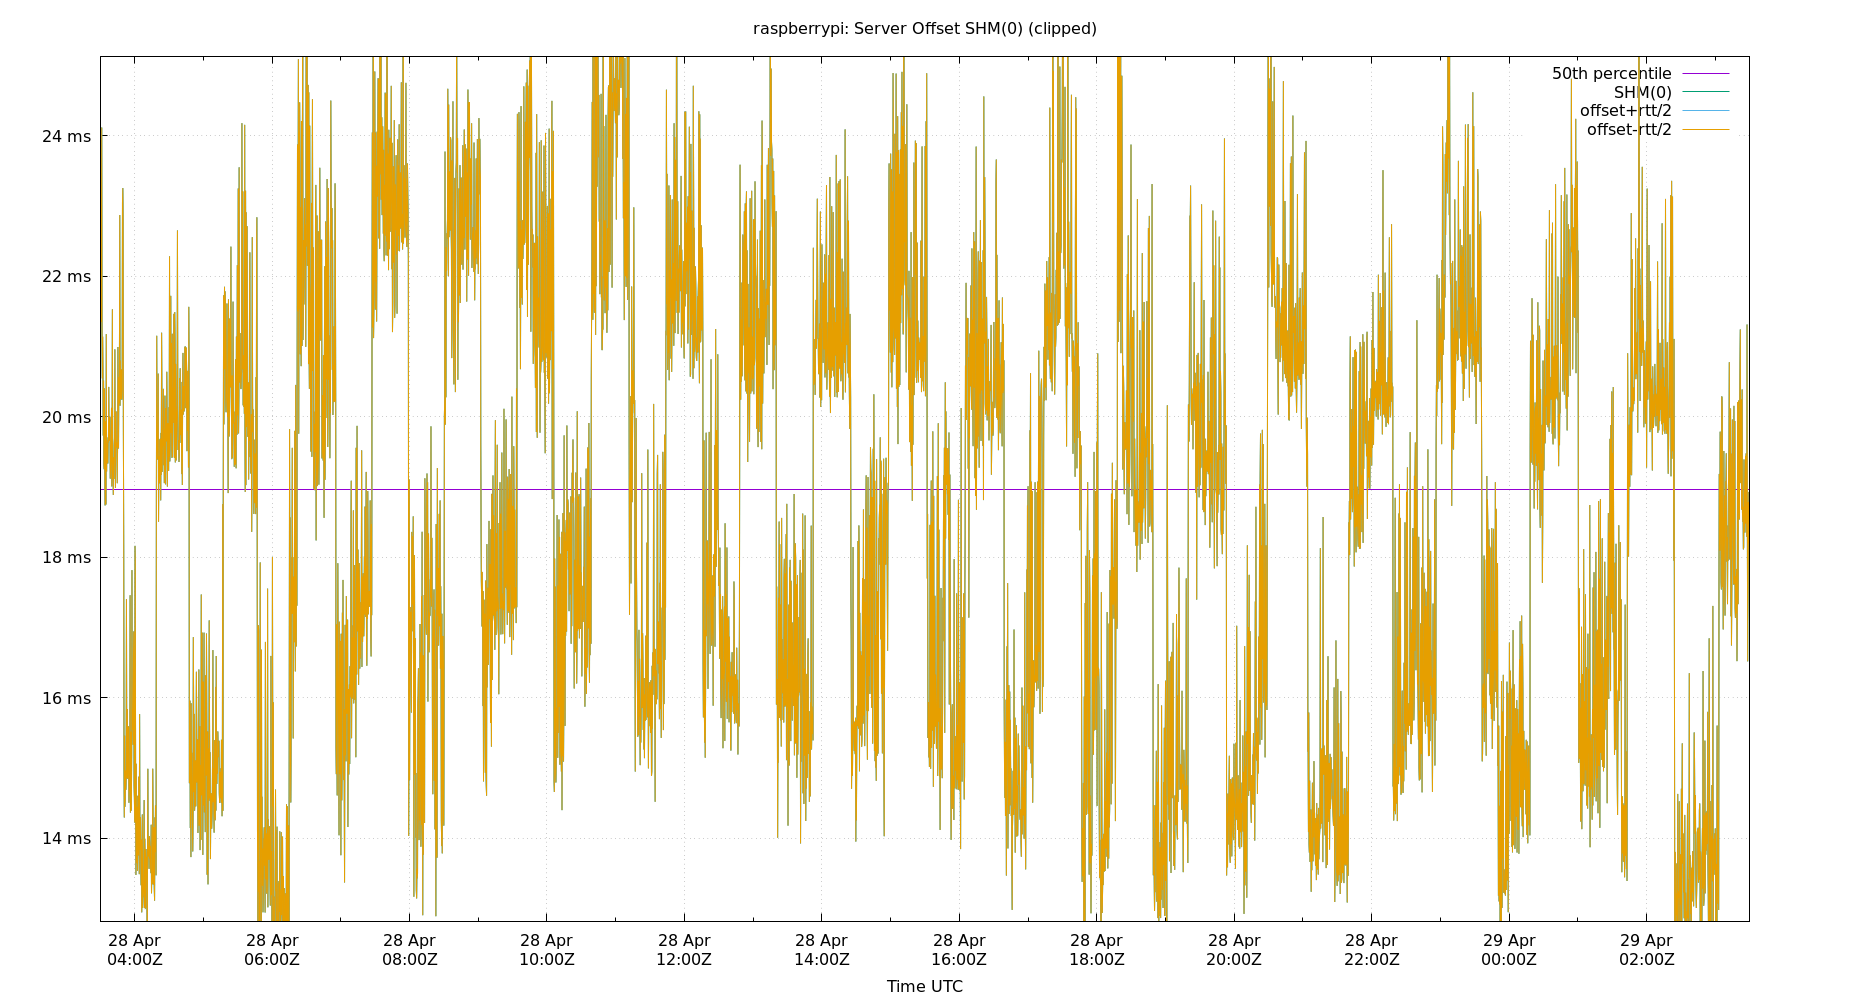 raspberrypi: Server Offset SHM(0) (clipped)
50th percentile
SHM(0)
offset+rtt/2
offset-rtt/2
24 ms
22 ms
20 ms
18 ms
16 ms
14 ms
28 Apr 28 Apr 28 Apr 28 Apr 28 Apr 28 Apr 28 Apr 28 Apr 28 Apr 28 Apr 29 Apr 29 Apr
04:00Z 06:00Z 08:00Z 10:00Z 12:00Z 14:00Z 16:00Z 18:00Z 20:00Z 22:00Z 00:00Z 02:00Z
Time UTC